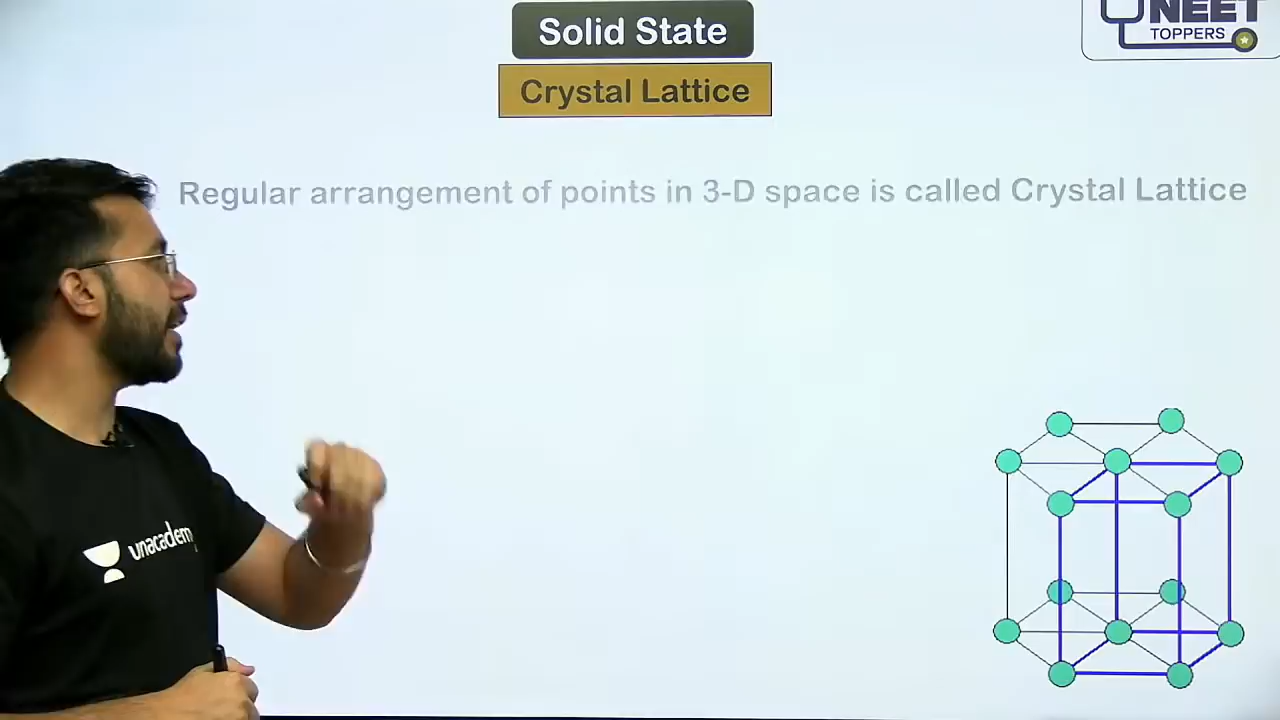 Solid State
NEET
TOPPERS
Crystal Lattice
Regular arrangement of points in 3-D space is called Crystal Lattice
unacadem